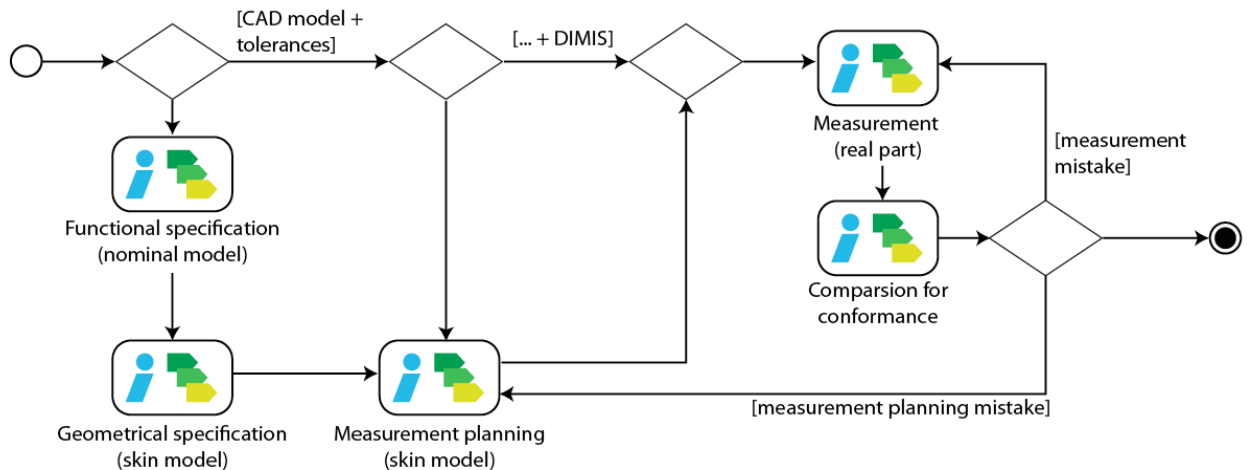 [CAD model +
tolerances]
[... + DIMIS]
Measurement
(real part)
[measurement
mistake]
Functional specification
(nominal model)
Comparsion for
conformance
[measurement planning mistake]
Geometrical specification
(skin model)
Measurement planning
(skin model)